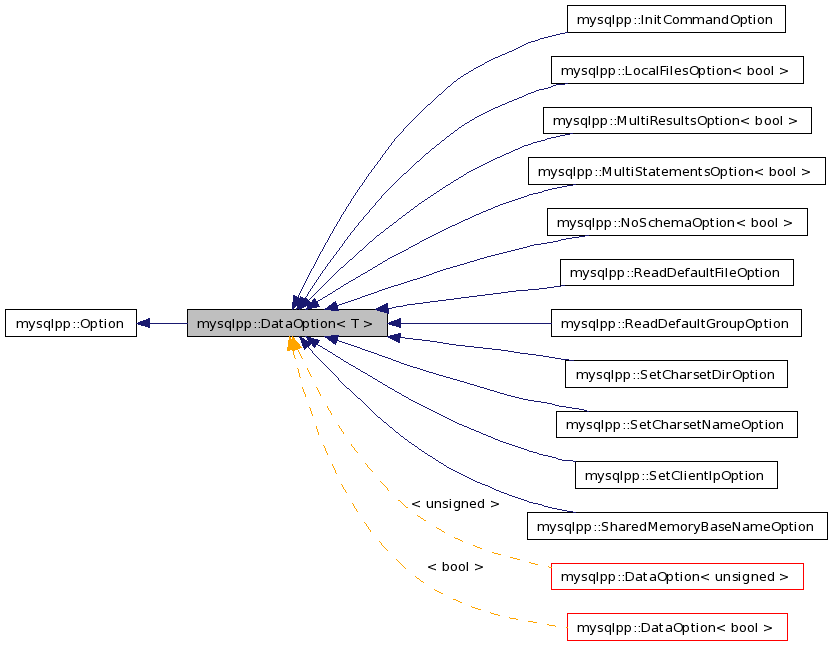 mysqlpp::InitCommandOption
mysqlpp::LocalFilesOption< bool >
mysqlpp::MultiResultsOption< bool >
mysqlpp::MultiStatementsOption< bool >
mysqlpp::NoSchemaOption< bool >
mysqlpp::ReadDefaultFileOption
mysqlpp::Option
mysqlpp::DataOption< T >
mysqlpp::ReadDefaultGroupOption
mysqlpp::SetCharsetDirOption
mysqlpp::SetCharsetNameOption
mysqlpp::SetClientIpOption
< unsigned >
mysqlpp::SharedMemoryBaseNameOption
< bool >
mysqlpp::DataOption< unsigned >
mysqlpp::DataOption< bool >